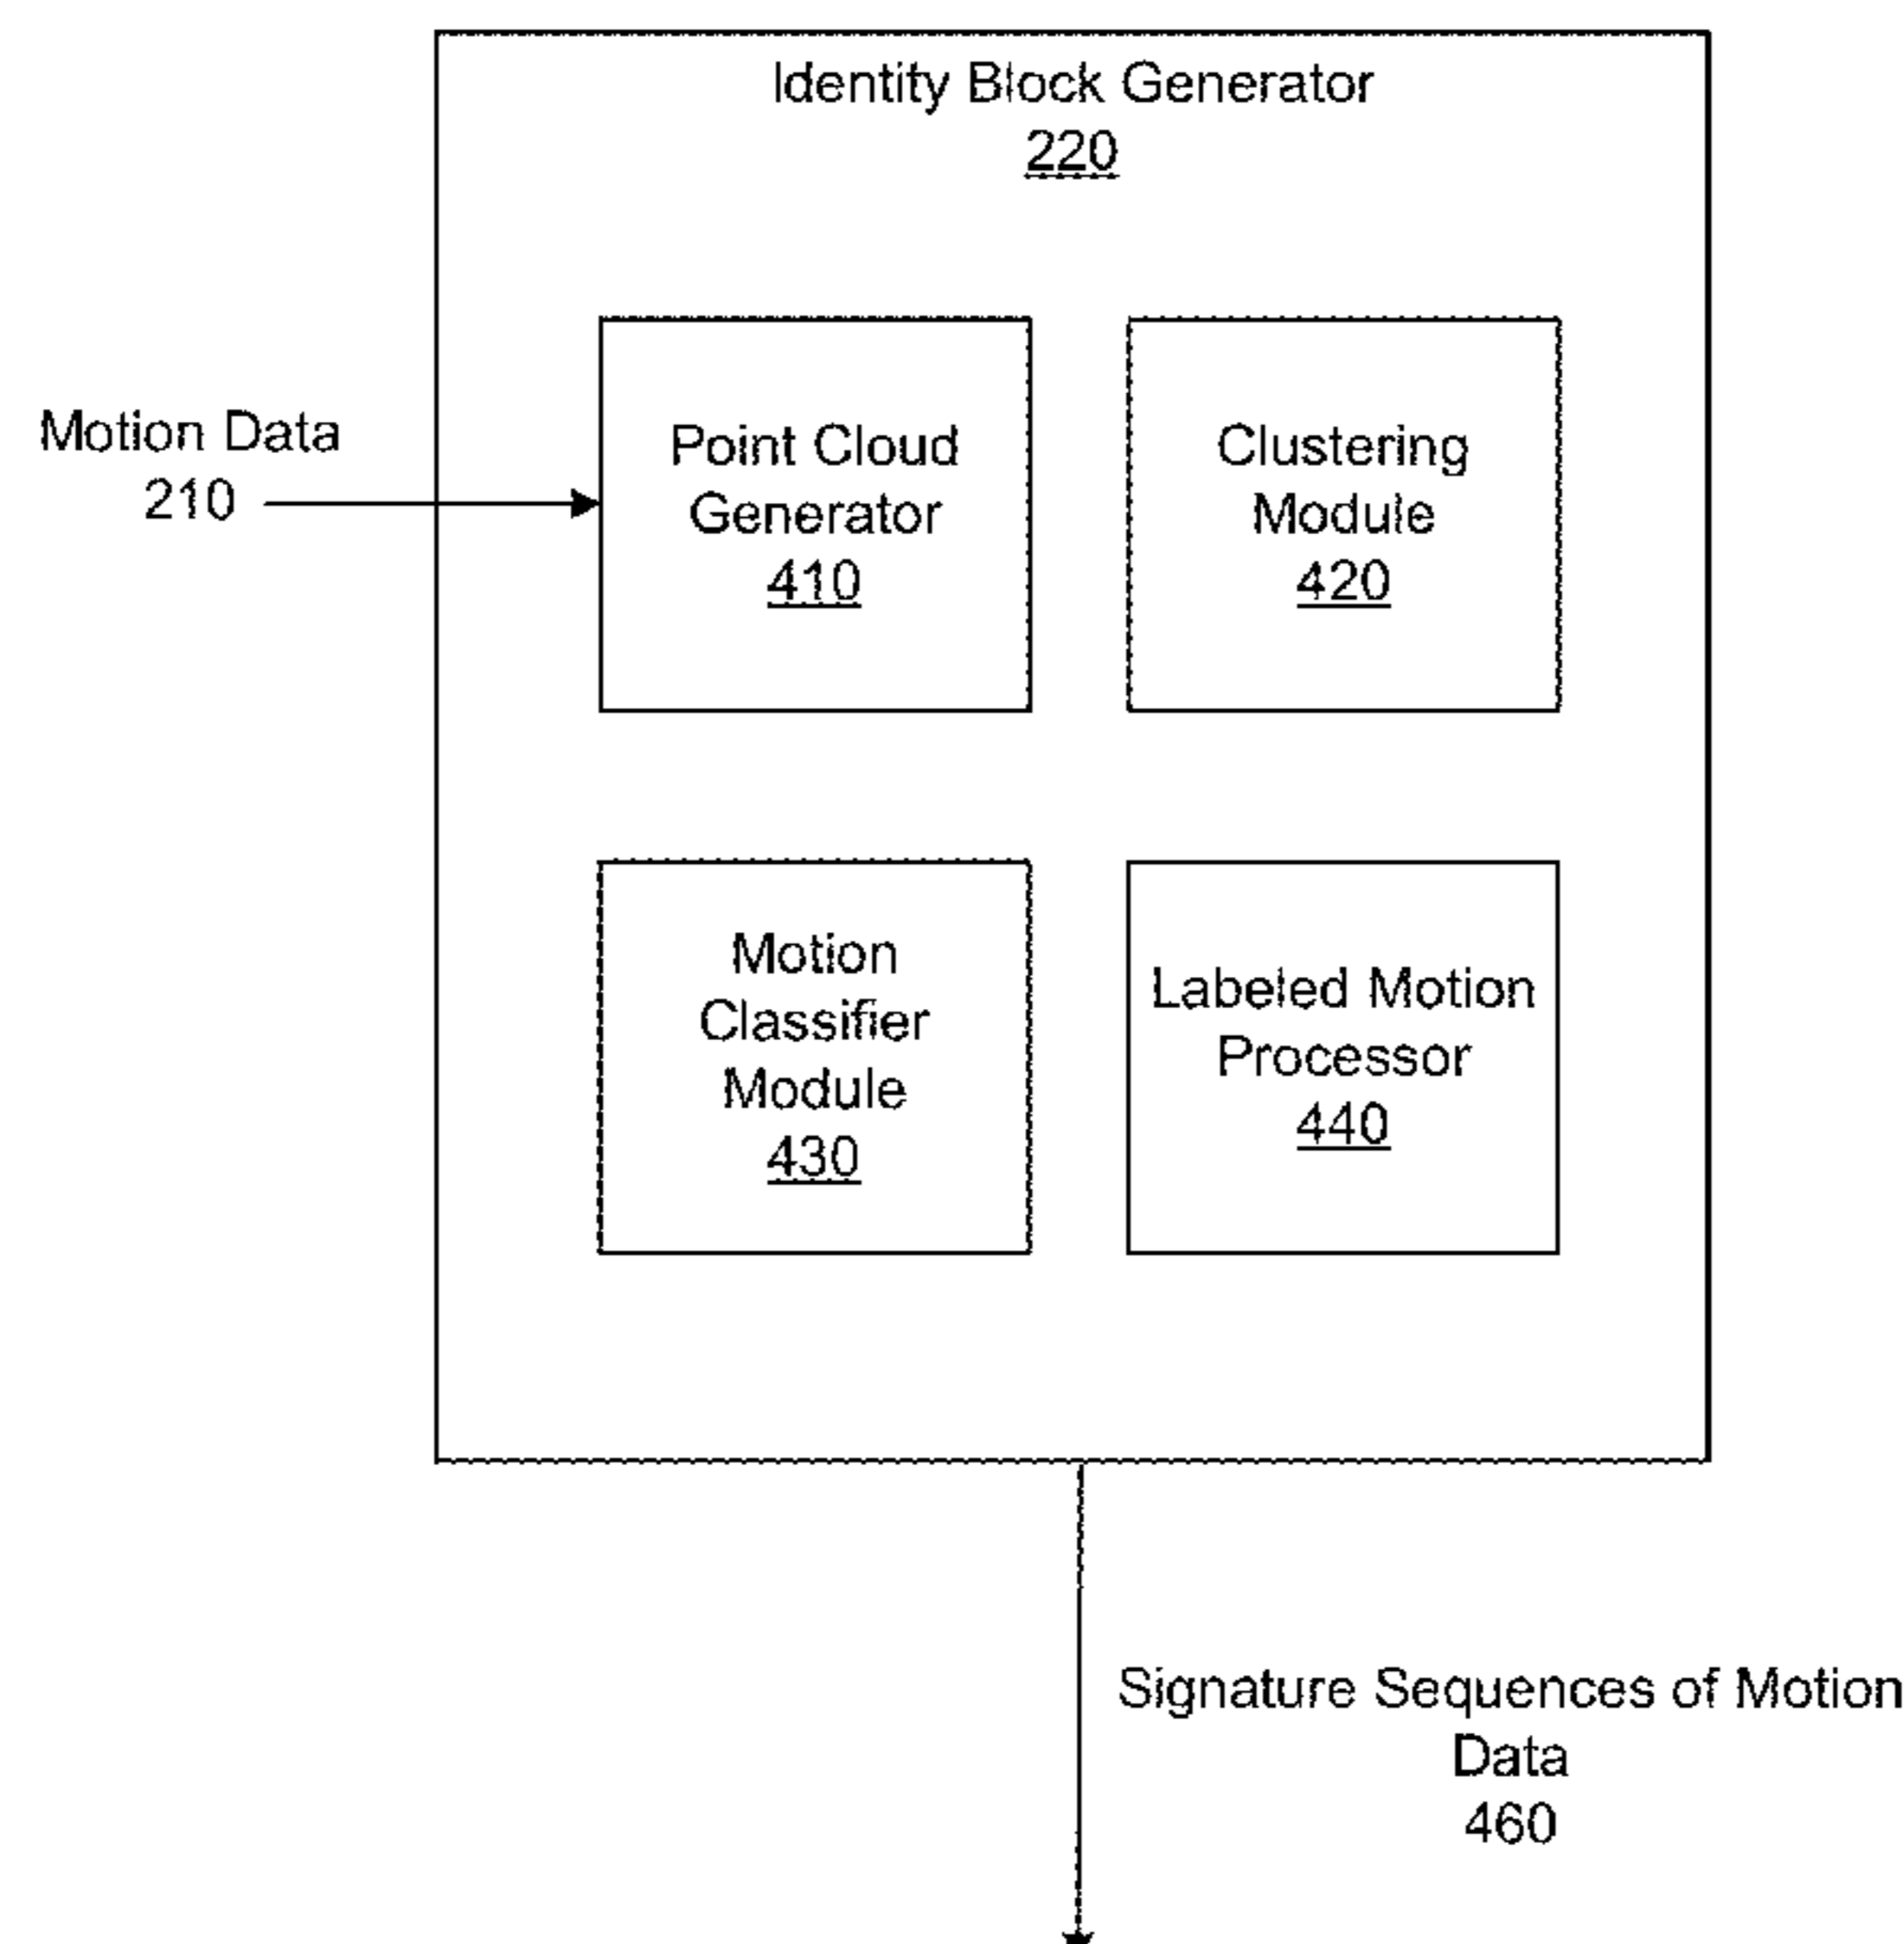 Identity Block Generator
220
Motion Data
210
Point Cloud
Generator
410
Clustering
Module
420
Motion
Classifier
Module
430
Labeled Motion
Processor
440
Signature Sequences of Motion
Data
460